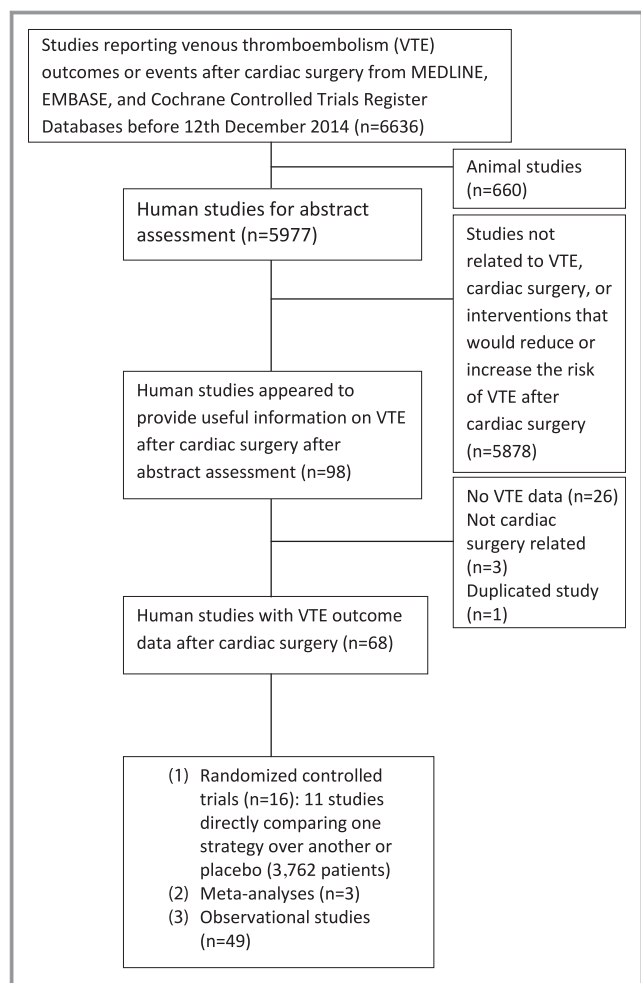 Studies reporting venous thromboembolism (VTE)
outcomes or events after cardiac surgery from MEDLINE,
EMBASE, and Cochrane Controlled Trials Register
Databases before 12th December 2014 (n=6636)
Animal studies
(n=660)
Human studies for abstract
assessment (n=5977)
Studies not
related to VTE,
cardiac surgery, or
interventions that
would reduce or
increase the risk
of VTE after
cardiac surgery
(n=5878)
Human studies appeared to
provide useful information on VTE
after cardiac surgery after
abstract assessment (n=98)
No VTE data (n=26)
Not cardiac
surgery related
(n=3)
Duplicated study
(n=1)
Human studies with VTE outcome
data after cardiac surgery (n=68)
(1) Randomized controlled
trials (n=16): 11 studies
directly comparing one
strategy over another or
placebo (3,762 patients)
(2) Meta-analyses (n=3)
(3) Observational studies
(n=49)